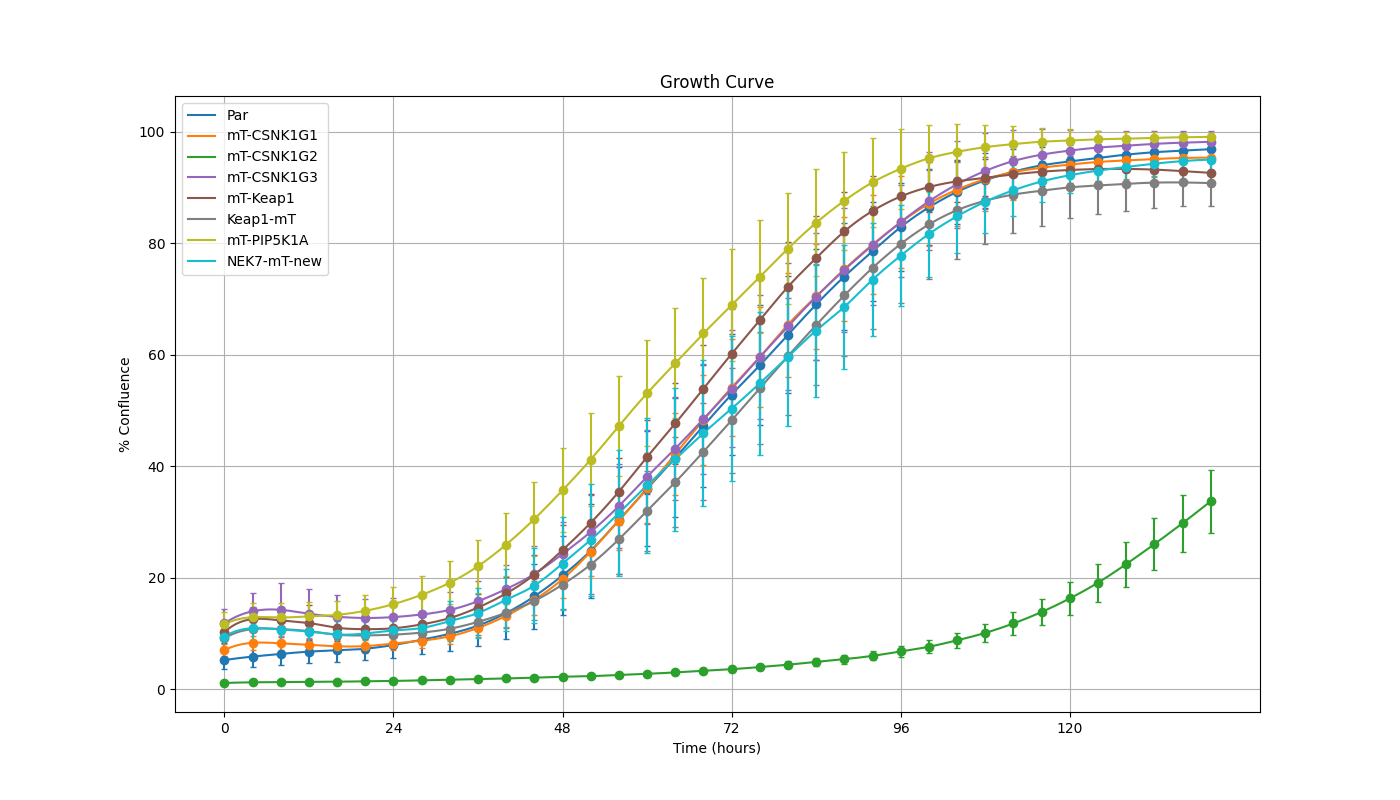 Growth Curve
Par
mT-CSNK1G1
mT-CSNK1G2
mT-CSNK1G3
mT-Keap1
Keap1-mT
mT-PIP5K1A
NEK7-mT-new
100
80
60
40
20
0
% Confluence
0 24 48 72 96 120
Time (hours)